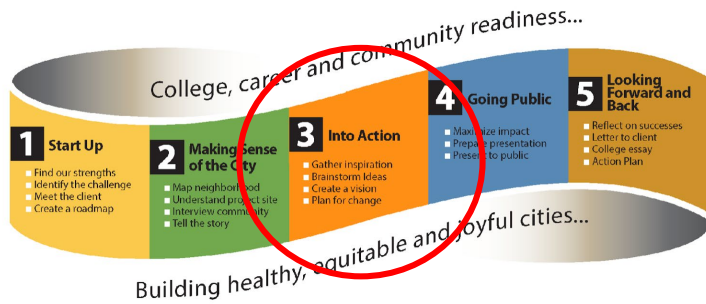 College, career and community readiness...
1 Start Up
Find our strengths
Identify the challenge
Meet the client
Create a roadmap
2 Making Sense
of the City
Map neighborhood
Understand project site
Interview community
Tell the story
3 Into Action
Gather inspiration
Brainstorm Ideas
Create a vision
Plan for change
4 Going Public
Maximize impact
Prepare presentation
Present to public
5 Looking
Forward and
Back
Reflect on successes
Letter to client
College essay
Action Plan
Building healthy, equitable and joyful cities...